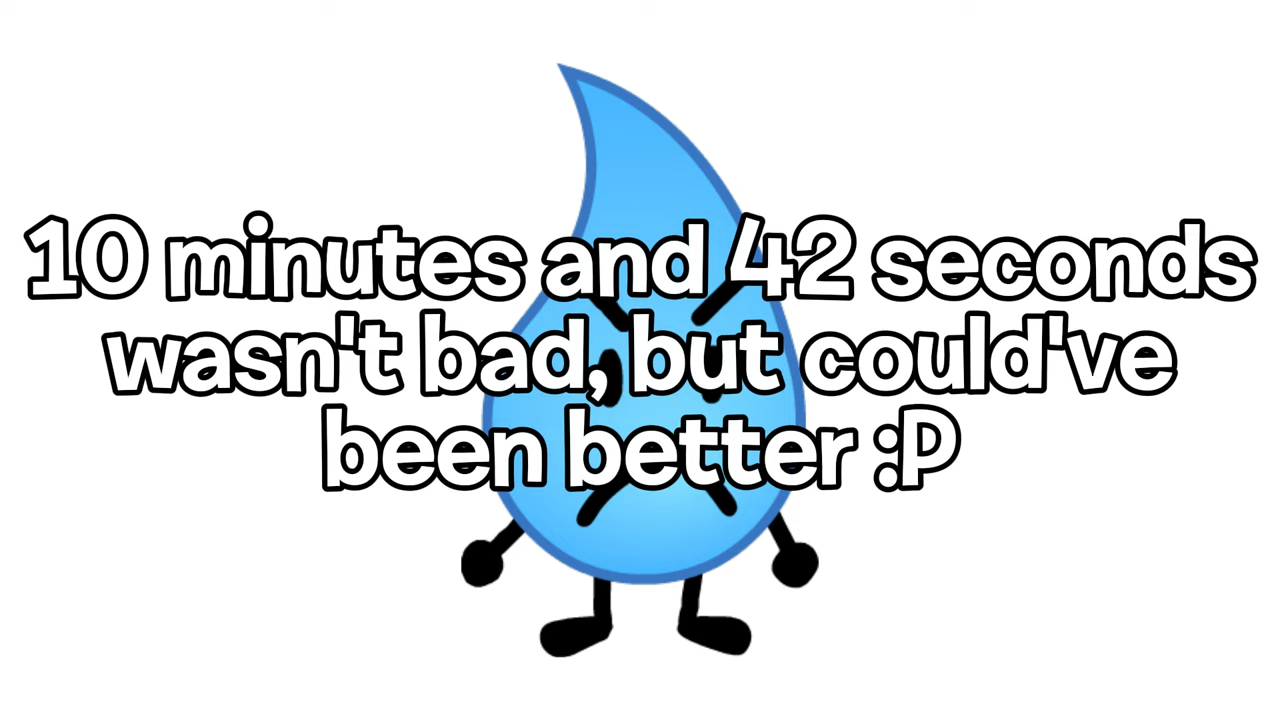 10 minutes and 42 seconds
wasn't bad, but could've
been better :P